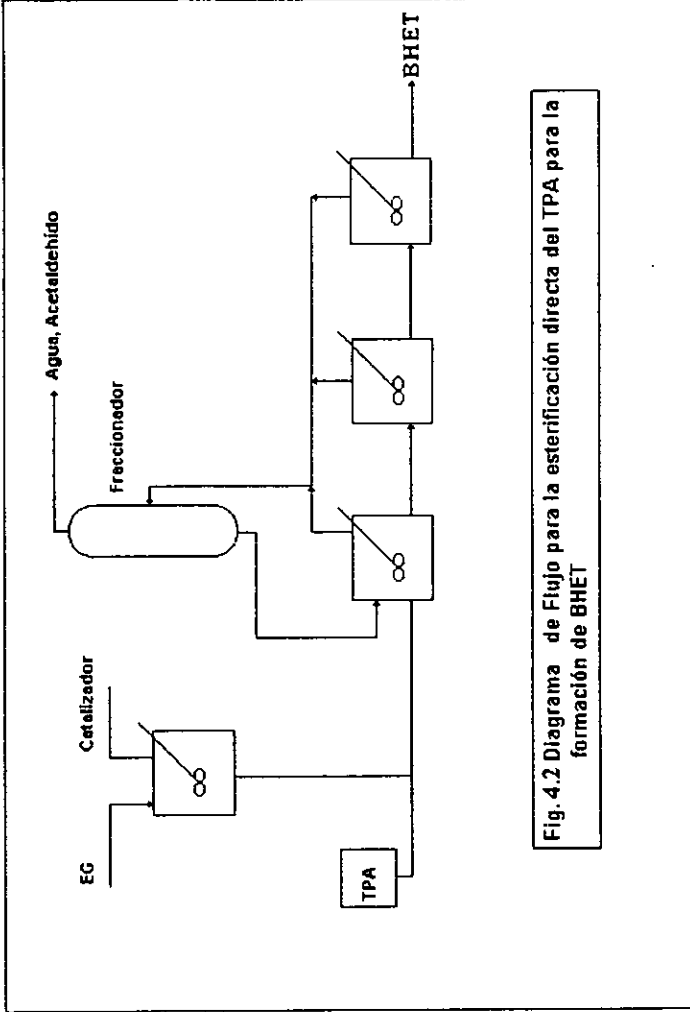 EG
Catalizador
Fraccionador
Agua, Acetaldehído
TPA
BHET
Fig. 4.2 Diagrama de Flujo para la esterificación directa del TPA para la
formación de BHET